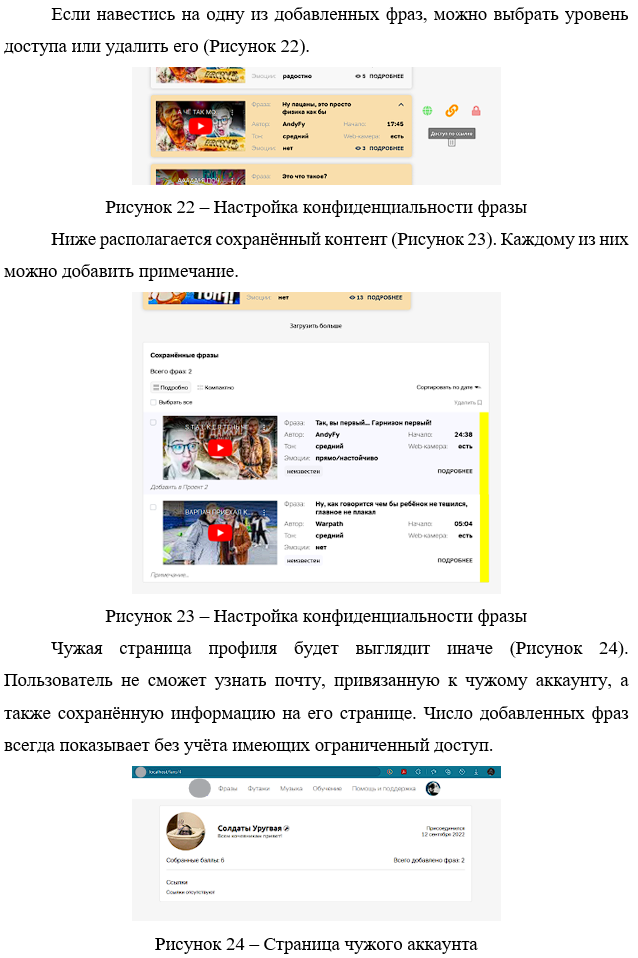 Если навестись на одну из добавленных фраз, можно выбрать уровень
доступа или удалить его (Рисунок 22).
Эмоции: радостно 5 ПОДРОБНЕЕ
А ЧЁ ТАК МО
Фраза: Ну пацаны, это просто
физика как бы
Автор: AndyFy Начало: 17:45
Тон: средний Web-камера: есть
Эмоции: нет 3 ПОДРОБНЕЕ
Доступ по ссылке
Фраза: Это что такое?
Рисунок 22 – Настройка конфиденциальности фразы
Ниже располагается сохранённый контент (Рисунок 23). Каждому из них
можно добавить примечание.
Эмоции: нет 13 ПОДРОБНЕЕ
Загрузить больше
Сохранённые фразы
Всего фраз: 2
Подробно Компактно Сортировать по дате
Выбрать все Удалить
Фраза: Так, вы первый... Гарнизон первый!
Автор: AndyFy Начало: 24:38
Тон: средний Web-камера: есть
Эмоции: прямо/настойчиво
неизвестен ПОДРОБНЕЕ
Добавить в Проект 2
ВАРПАЧ ПРИЕХАЛ К...
Фраза: Ну, как говорится чем бы ребёнок не тешился,
главное не плакал
Автор: Warpath Начало: 05:04
Тон: средний Web-камера: есть
Эмоции: нет
неизвестен ПОДРОБНЕЕ
Примечание...
Рисунок 23 – Настройка конфиденциальности фразы
Чужая страница профиля будет выглядит иначе (Рисунок 24).
Пользователь не сможет узнать почту, привязанную к чужому аккаунту, а
также сохранённую информацию на его странице. Число добавленных фраз
всегда показывает без учёта имеющих ограниченный доступ.
Фразы Футажи Музыка Обучение Помощь и поддержка
Солдаты Уругвая
Всем кочевникам привет!
Присоединился
12 сентября 2022
Собранные баллы: 6 Всего добавлено фраз: 2
Ссылки
Ссылки отсутствуют
Рисунок 24 – Страница чужого аккаунта